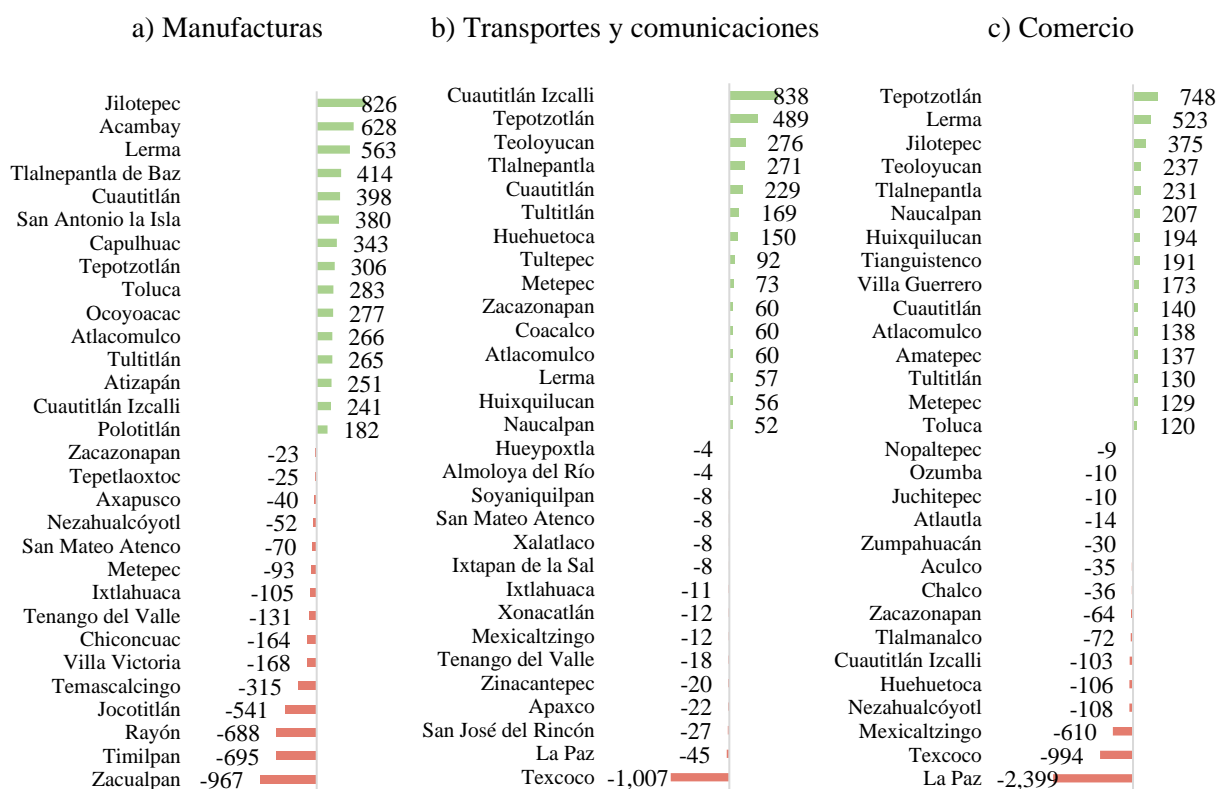 a) Manufacturas
Jilotepec 826
Acambay 628
Lerma 563
Tlalnepantla de Baz 414
Cuautitlán 398
San Antonio la Isla 380
Capulhuac 343
Tepotzotlán 306
Toluca 283
Ocoyoacac 277
Atlacomulco 266
Tultitlán 265
Atizapán 251
Cuautitlán Izcalli 241
Polotitlán 182
Zacazonapan -23
Tepetlaoxtoc -25
Axapusco -40
Nezahualcóyotl -52
San Mateo Atenco -70
Metepec -93
Ixtlahuaca -105
Tenango del Valle -131
Chiconcuac -164
Villa Victoria -168
Temascalcingo -315
Jocotitlán -541
Rayón -688
Timilpan -695
Zacualpan -967
b) Transportes y comunicaciones
Cuautitlán Izcalli 838
Tepotzotlán 489
Teoloyucan 276
Tlalnepantla 271
Cuautitlán 229
Tultitlán 169
Huehuetoca 150
Tultepec 92
Metepec 73
Zacazonapan 60
Coacalco 60
Atlacomulco 60
Lerma 57
Huixquilucan 56
Naucalpan 52
Hueypoxtla -4
Almoloya del Río -4
Soyaniquilpan -8
San Mateo Atenco -8
Xalatlaco -8
Ixtapan de la Sal -8
Ixtlahuaca -11
Xonacatlán -12
Mexicaltzingo -12
Tenango del Valle -18
Zinacantepec -20
Apaxco -22
San José del Rincón -27
La Paz -45
Texcoco -1,007
c) Comercio
Tepotzotlán 748
Lerma 523
Jilotepec 375
Teoloyucan 237
Tlalnepantla 231
Naucalpan 207
Huixquilucan 194
Tianguistenco 191
Villa Guerrero 173
Cuautitlán 140
Atlacomulco 138
Amatepec 137
Tultitlán 130
Metepec 129
Toluca 120
Nopaltepec -9
Ozumba -10
Juchitepec -10
Atlautla -14
Zumpahuacán -30
Aculco -35
Chalco -36
Zacazonapan -64
Tlalmanalco -72
Cuautitlán Izcalli -103
Huehuetoca -106
Nezahualcóyotl -108
Mexicaltzingo -610
Texcoco -994
La Paz -2,399